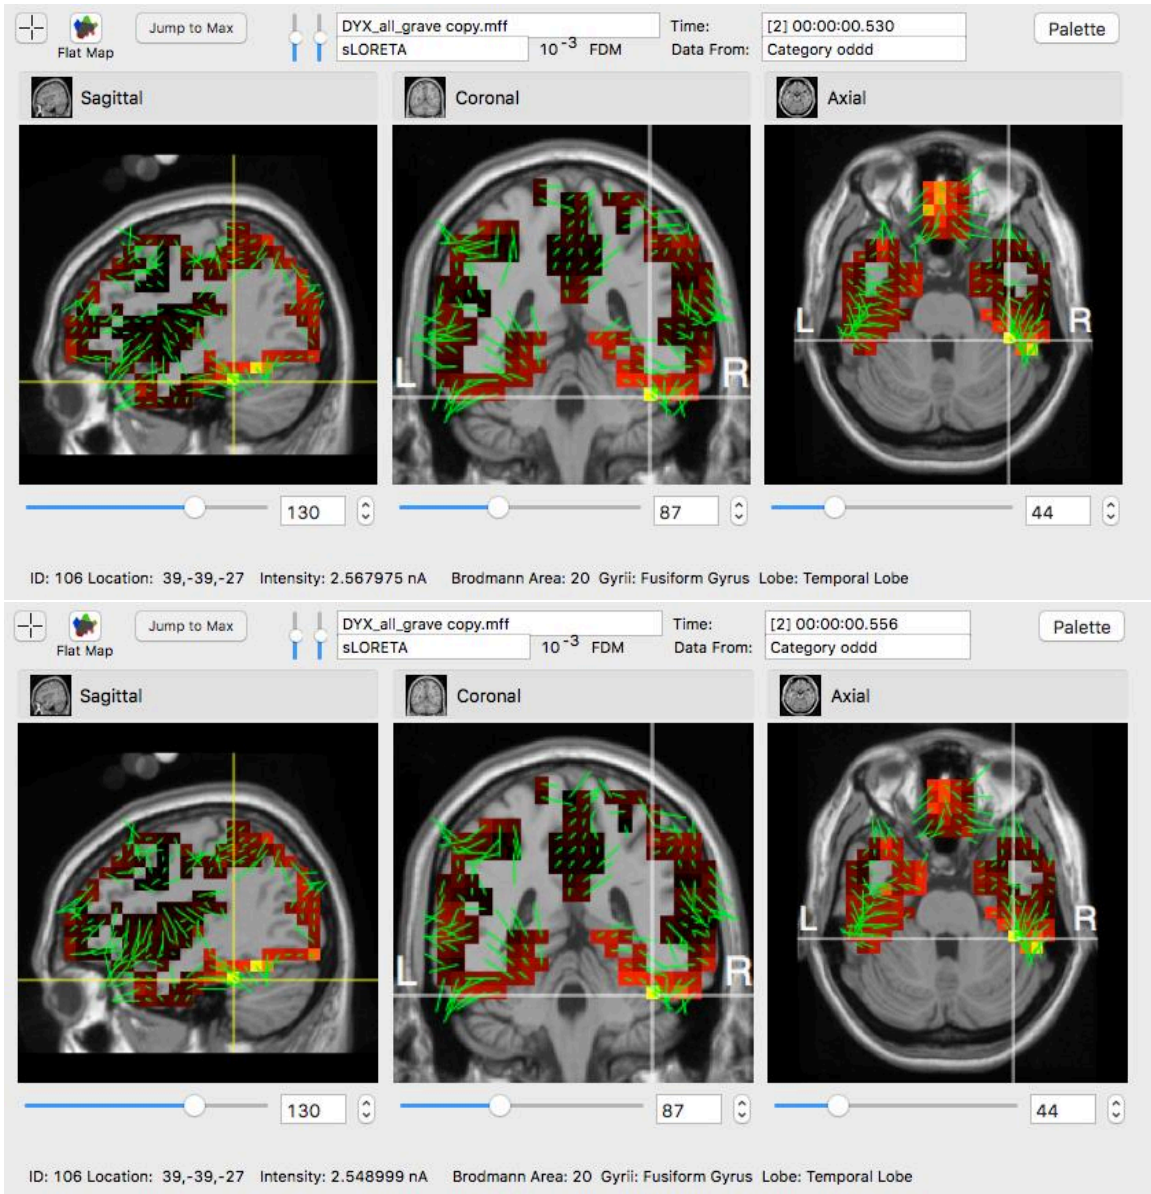 Jump to Max
DYX_all_grave copy.mff
Time:
[2] 00:00:00.530
Palette
Flat Map
sLORETA
10-3 FDM
Data From:
Category oddd
Sagittal
Coronal
Axial
L
R
L
R
130
87
44
ID: 106 Location: 39,-39,-27 Intensity: 2.567975 nA Brodmann Area: 20 Gyrii: Fusiform Gyrus Lobe: Temporal Lobe
Jump to Max
DYX_all_grave copy.mff
Time:
[2] 00:00:00.556
Palette
Flat Map
sLORETA
10-3 FDM
Data From:
Category oddd
Sagittal
Coronal
Axial
L
R
L
R
130
87
44
ID: 106 Location: 39,-39,-27 Intensity: 2.548999 nA Brodmann Area: 20 Gyrii: Fusiform Gyrus Lobe: Temporal Lobe